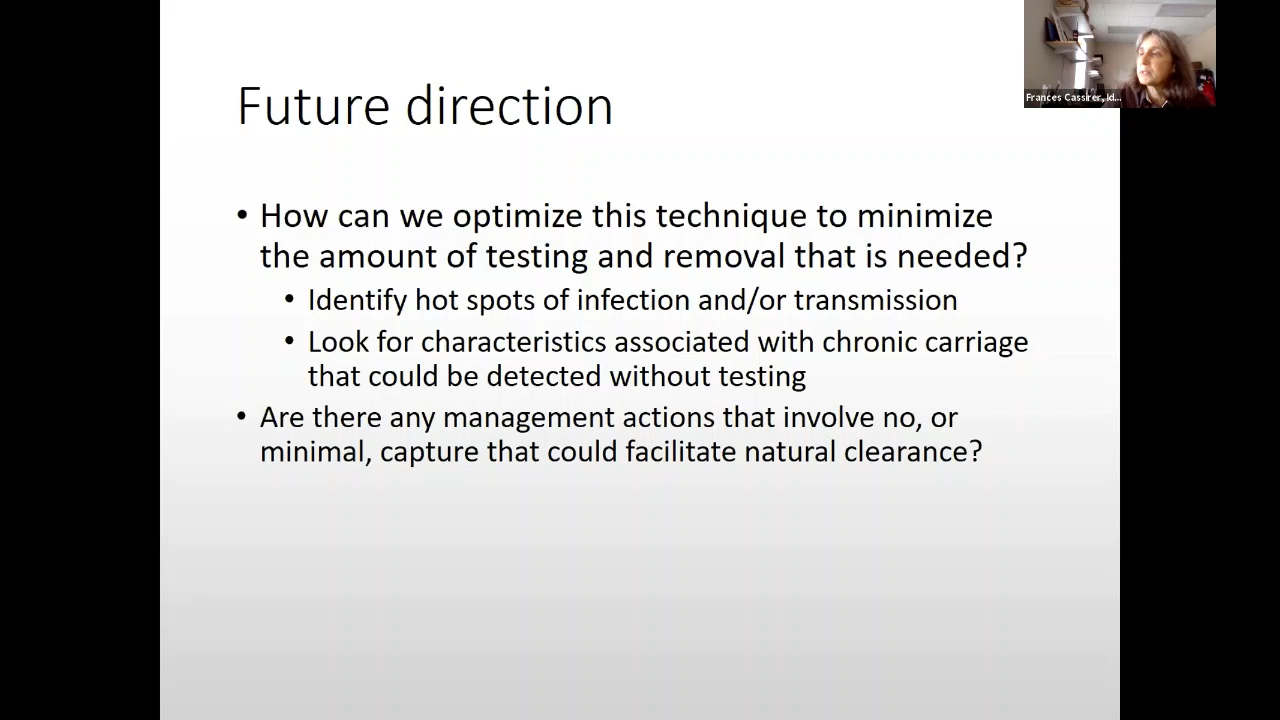 Future direction
Frances Cassirer, Id...
• How can we optimize this technique to minimize
the amount of testing and removal that is needed?
• Identify hot spots of infection and/or transmission
• Look for characteristics associated with chronic carriage
that could be detected without testing
• Are there any management actions that involve no, or
minimal, capture that could facilitate natural clearance?